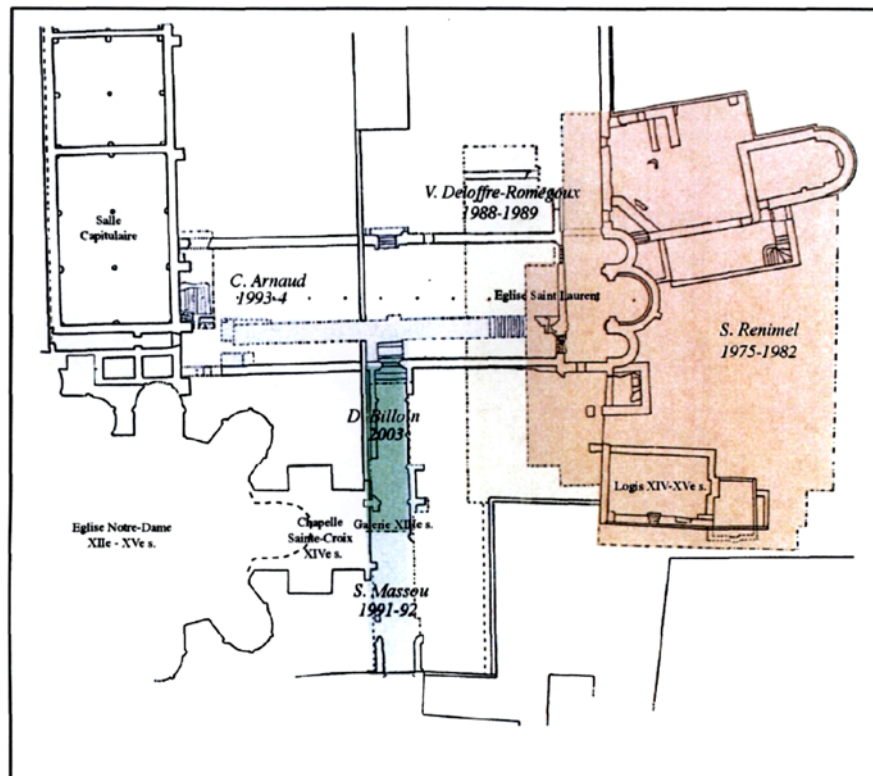 Salle
Capitulaire
V. Deloffre-Romégoux
1988-1989
C. Arnaud
1993-4
Eglise Saint Laurent
S. Renimel
1975-1982
D. Billoin
2003
Logis XIV-XVe s.
Eglise Notre-Dame
XIIe - XVe s.
Chapelle
Sainte-Croix
XIVe s.
Galerie XIIIe s.
S. Massou
1991-92